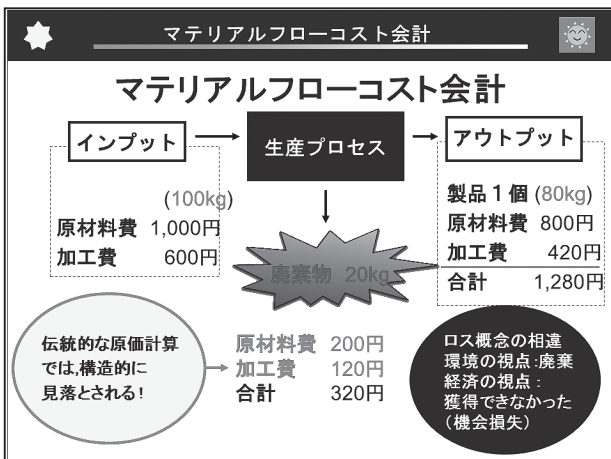 マテリアルフローコスト会計
マテリアルフローコスト会計
インプット
(100kg)
原材料費 1,000円
加工費 600円
生産プロセス
廃棄物 20kg
アウトプット
製品１個 (80kg)
原材料費 800円
加工費 420円
合計 1,280円
伝統的な原価計算
では,構造的に
見落とされる!
原材料費 200円
加工費 120円
合計 320円
ロス概念の相違
環境の視点:廃棄
経済の視点:
獲得できなかった
(機会損失)